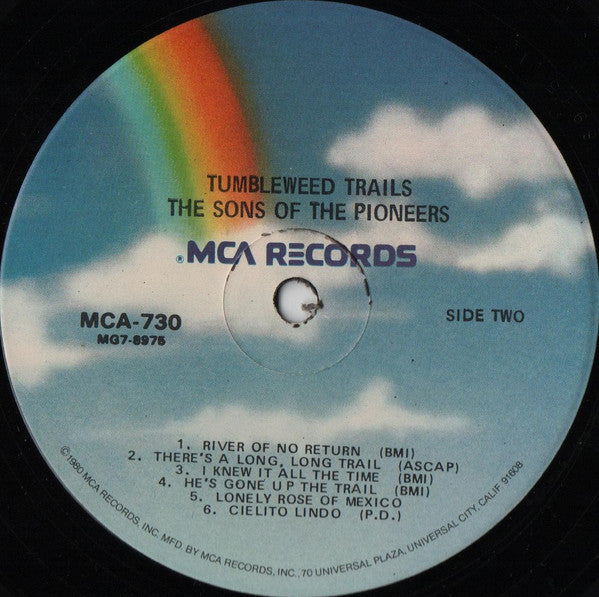 TUMBLEWEED TRAILS
THE SONS OF THE PIONEERS
®MCA RECORDS
MCA-730
MG7-8975
SIDE TWO
1. RIVER OF NO RETURN (BMI)
2. THERE'S A LONG, LONG TRAIL (ASCAP)
3. I KNEW IT ALL THE TIME (BMI)
4. HE'S GONE UP THE TRAIL (BMI)
5. LONELY ROSE OF MEXICO
6. CIELITO LINDO (P.D.)
©1980 MCA RECORDS, INC. MFD. BY MCA RECORDS, INC., 70 UNIVERSAL PLAZA, UNIVERSAL CITY, CALIF. 91608